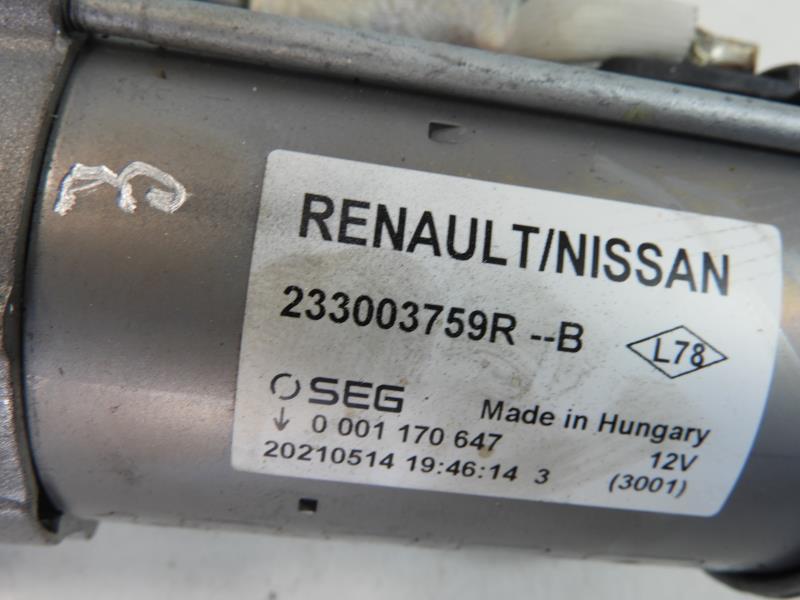 RENAULT/NISSAN
233003759R --B
L78
SEG
Made in Hungary
0 001 170 647
12V
20210514 19:46:14 3
(3001)